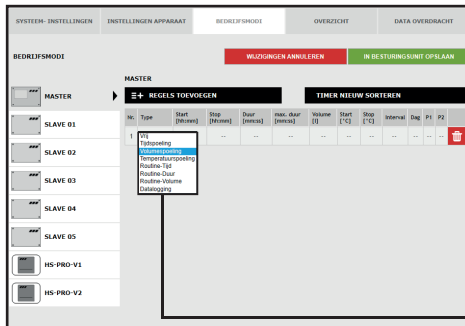 SYSTEEM- INSTELLINGEN INSTELLINGEN APPARAAT BEDRIJFSMODI OVERZICHT DATA OVERDRACHT
BEDRIJFSMODI WIJZIGINGEN ANNULEREN IN BESTURINGSUNIT OPSLAAN
MASTER
MASTER REGELS TOEVOEGEN TIMER NIEUW SORTEREN
Nr. Type Start [hh:mm] Stop [hh:mm] Duur [mm:ss] max. duur [mm:ss] Volume [l] Start [°C] Stop [°C] Interval Dag P1 P2
1 Vrij -- -- -- -- -- -- -- -- -- --
Tijdspoeling
Volumespoeling
Temperatuurspoeling
Routine-Tijd
Routine-Duur
Routine-Volume
Datalogging
SLAVE 01
SLAVE 02
SLAVE 03
SLAVE 04
SLAVE 05
HS-PRO-V1
HS-PRO-V2